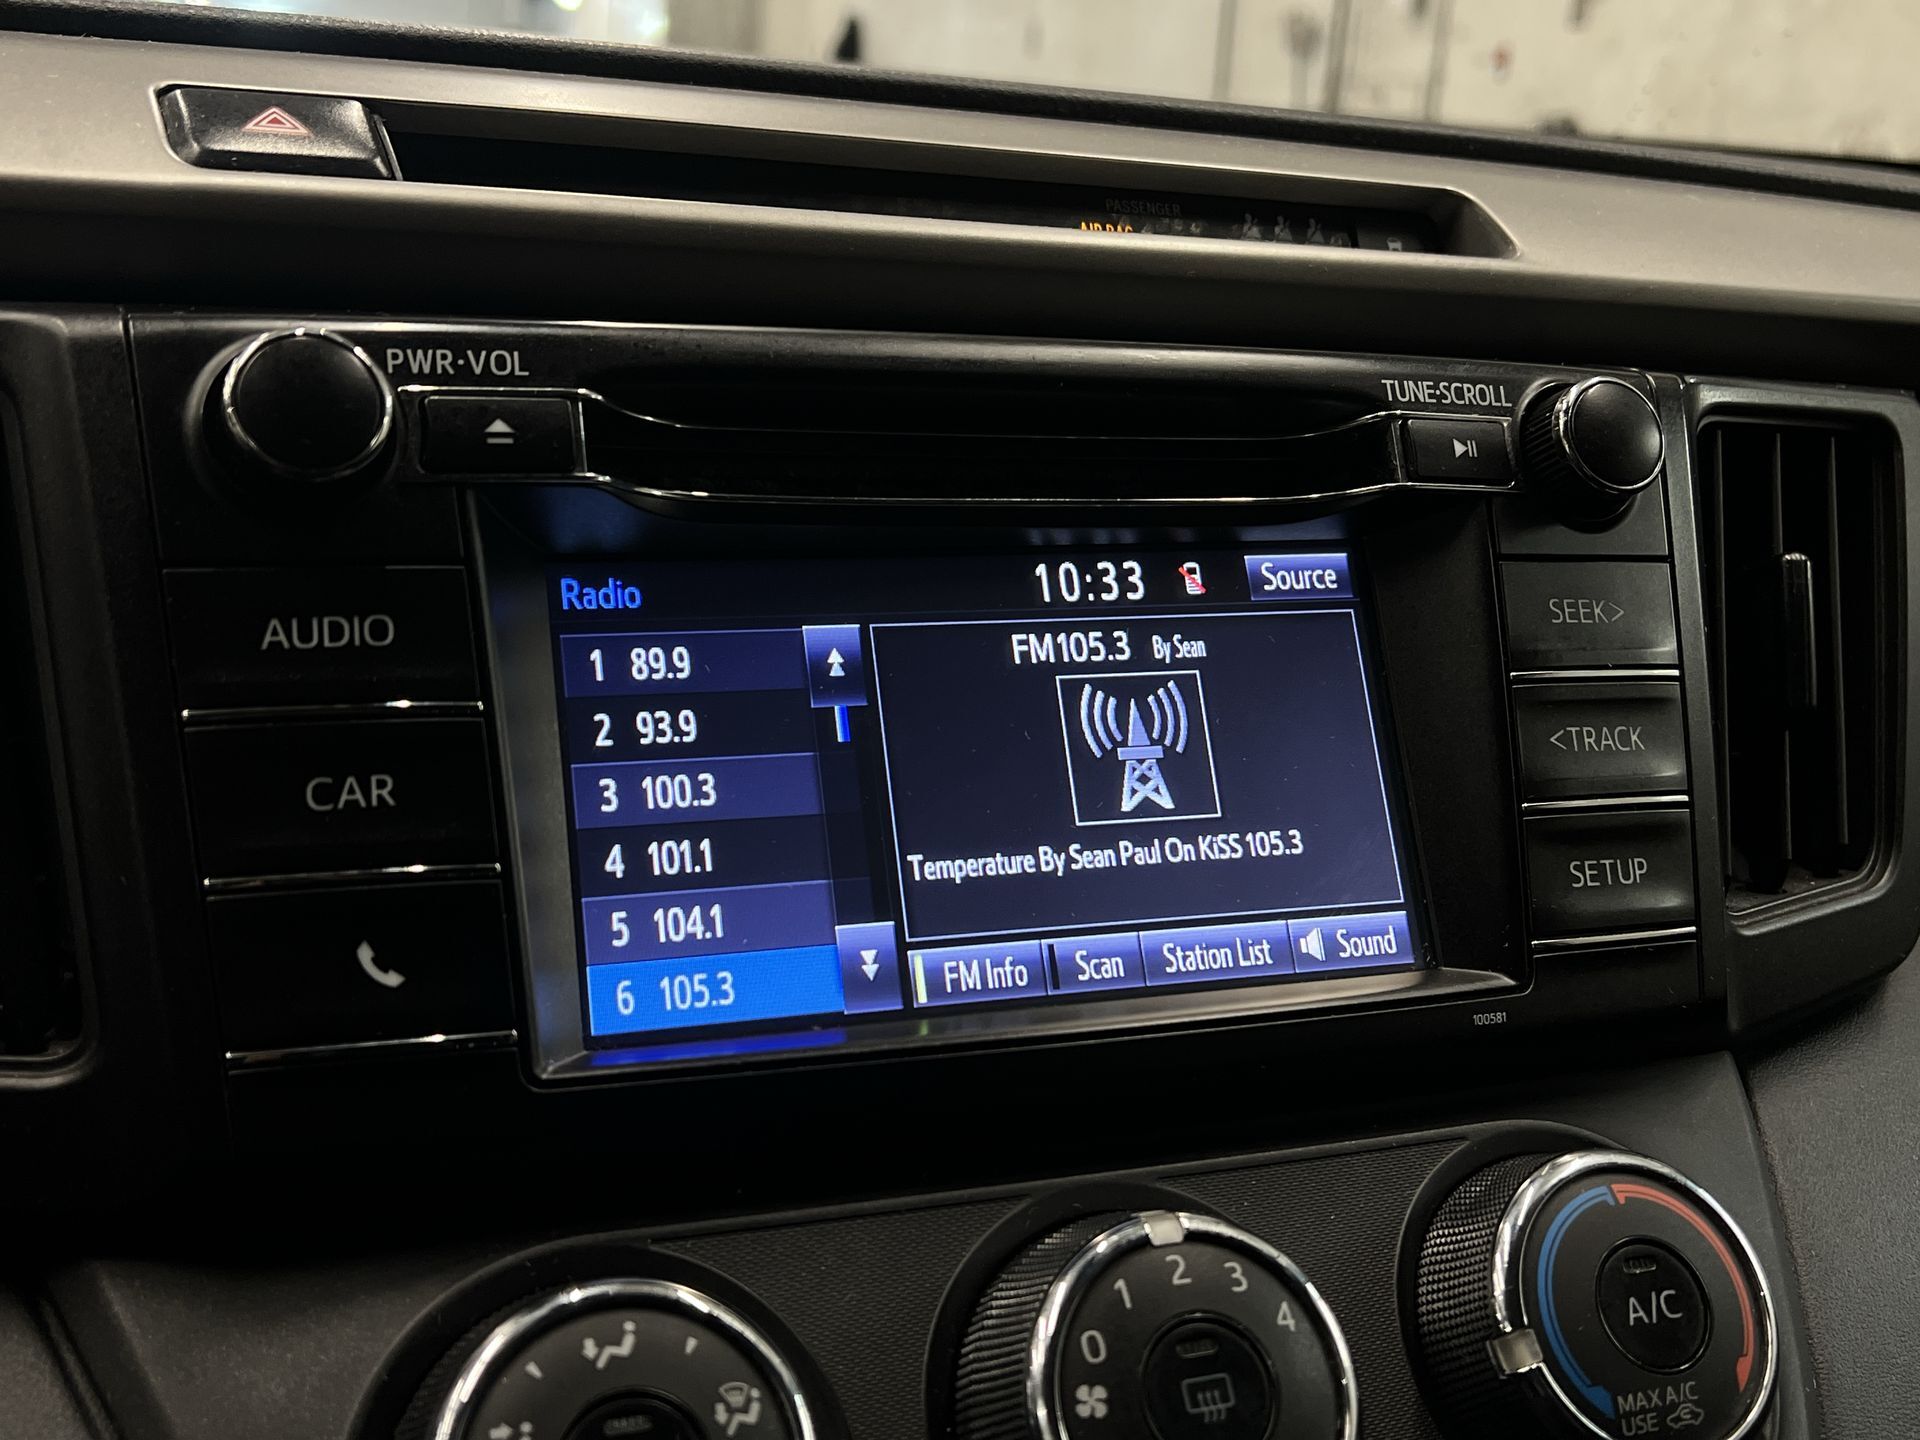 PASSENGER
AIR BAG
PWR·VOL
TUNE·SCROLL
AUDIO
CAR
Radio
10:33
Source
1 89.9
2 93.9
3 100.3
4 101.1
5 104.1
6 105.3
FM105.3 By Sean
Temperature By Sean Paul On KiSS 105.3
FM Info
Scan
Station List
Sound
SEEK>
<TRACK
SETUP
100581
0
1
2
3
4
A/C
MAX A/C
USE